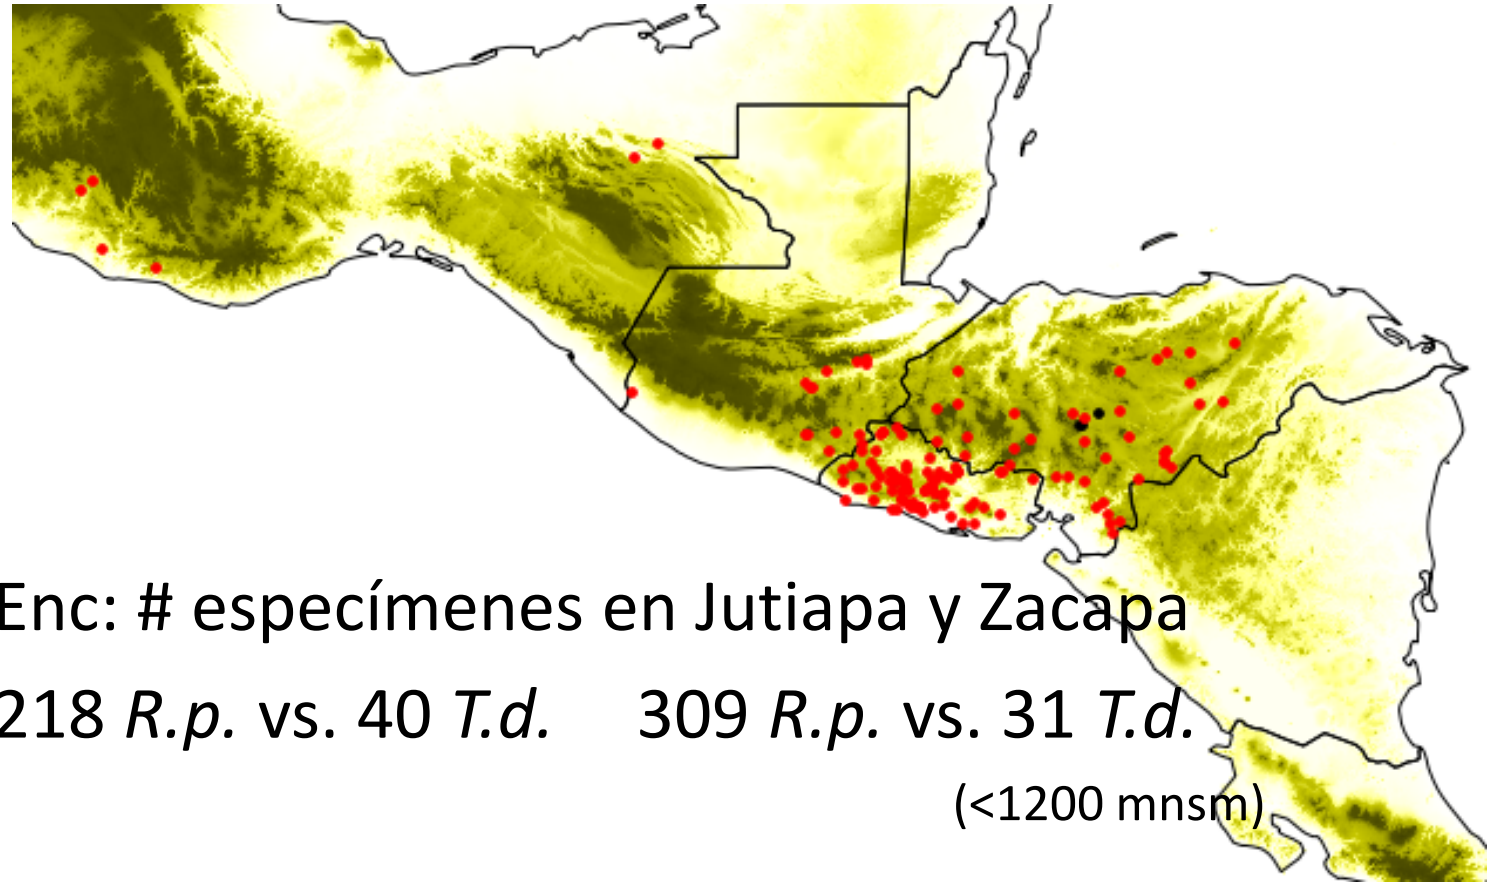 Enc: # especímenes en Jutiapa y Zacapa
218 R.p. vs. 40 T.d. 309 R.p. vs. 31 T.d.
(<1200 mnsm)